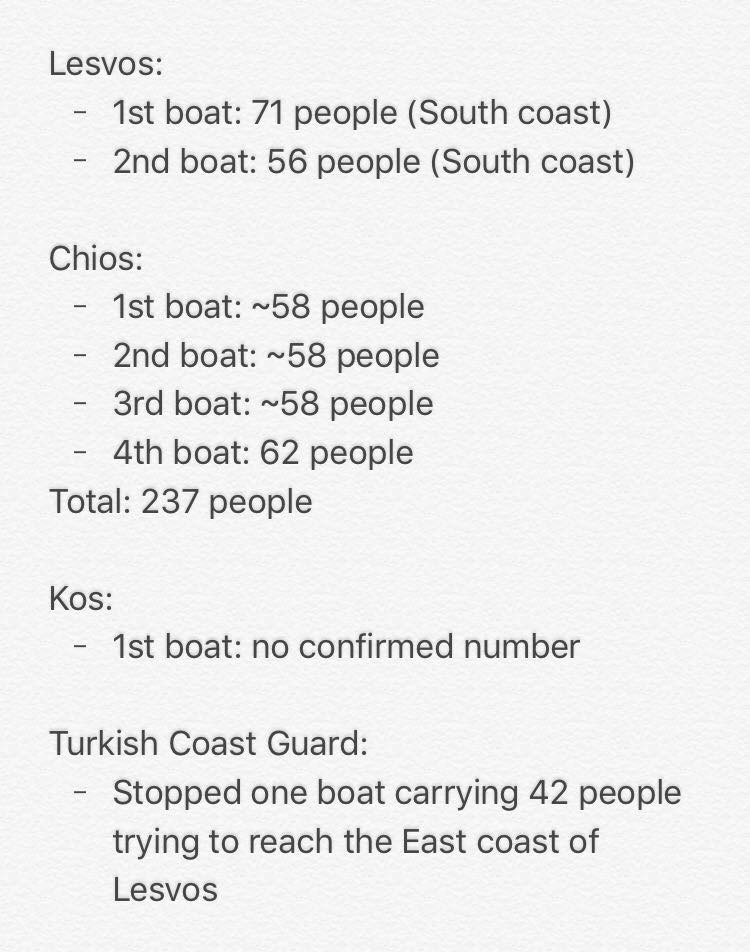 Lesvos:
- 1st boat: 71 people (South coast)
- 2nd boat: 56 people (South coast)
Chios:
- 1st boat: ~58 people
- 2nd boat: ~58 people
- 3rd boat: ~58 people
- 4th boat: 62 people
Total: 237 people
Kos:
- 1st boat: no confirmed number
Turkish Coast Guard:
- Stopped one boat carrying 42 people
trying to reach the East coast of
Lesvos